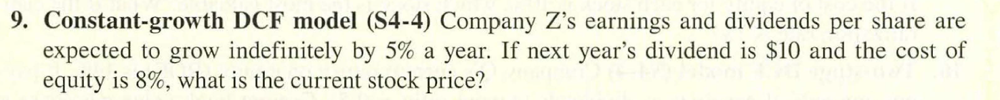 9. Constant-growth DCF model (S4-4) Company Z's earnings and dividends per share are
expected to grow indefinitely by 5% a year. If next year's dividend is $10 and the cost of
equity is 8%, what is the current stock price?